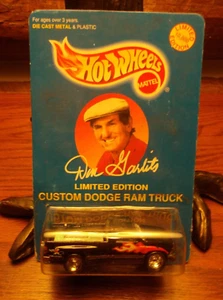 For ages over 3 years.
DIE CAST METAL & PLASTIC
Hot Wheels
MATTEL
Don Garlits
LIMITED EDITION
CUSTOM DODGE RAM TRUCK